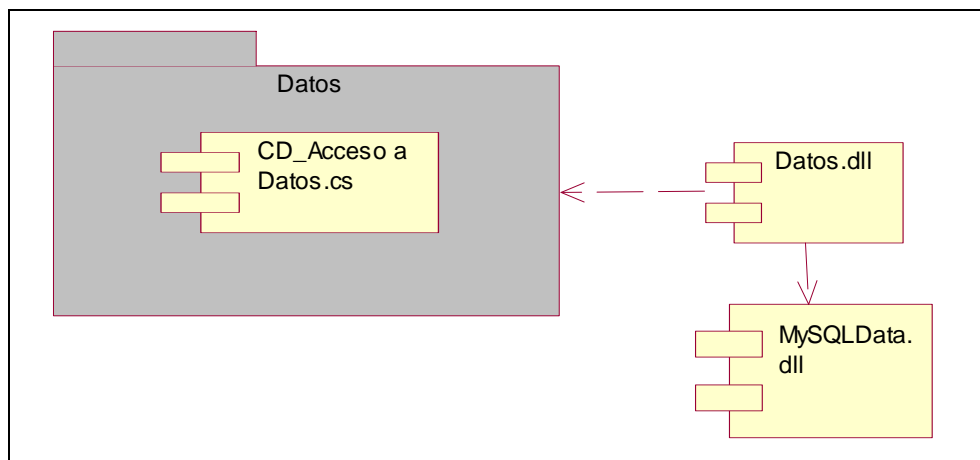 Datos
CD_Acceso a
Datos.cs
Datos.dll
MySQLData.
dll